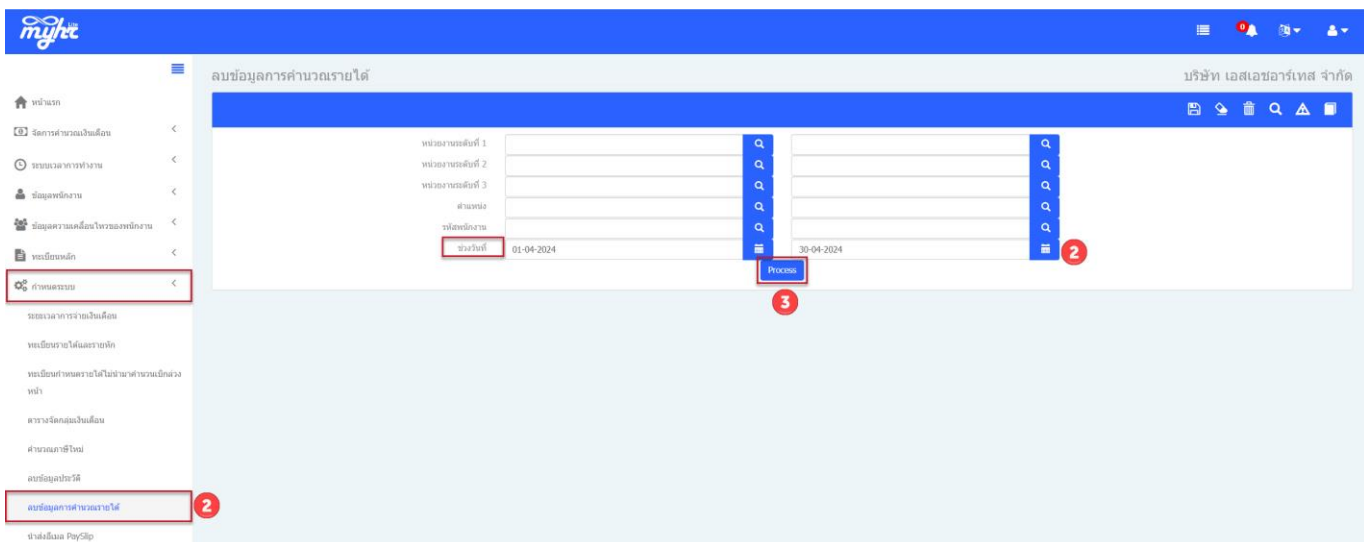 myhr Lite
0
ลบข้อมูลการคำนวณรายได้
บริษัท เอสเอชอาร์เทส จำกัด
หน้าแรก
จัดการคำนวณเงินเดือน
ระบบเวลาการทำงาน
ข้อมูลพนักงาน
ข้อมูลความเคลื่อนไหวของพนักงาน
ทะเบียนหลัก
กำหนดระบบ
ระยะเวลาการจ่ายเงินเดือน
ทะเบียนรายได้และรายหัก
ทะเบียนกำหนดรายได้ไม่นำมาคำนวนเบิกล่วง
หน้า
ตารางจัดกลุ่มเงินเดือน
คำนวณภาษีใหม่
ลบข้อมูลประวัติ
ลบข้อมูลการคำนวณรายได้
2
นำส่งอีเมล PaySlip
หน่วยงานระดับที่ 1
หน่วยงานระดับที่ 2
หน่วยงานระดับที่ 3
ตำแหน่ง
รหัสพนักงาน
ช่วงวันที่ 01-04-2024 30-04-2024 2
Process
3